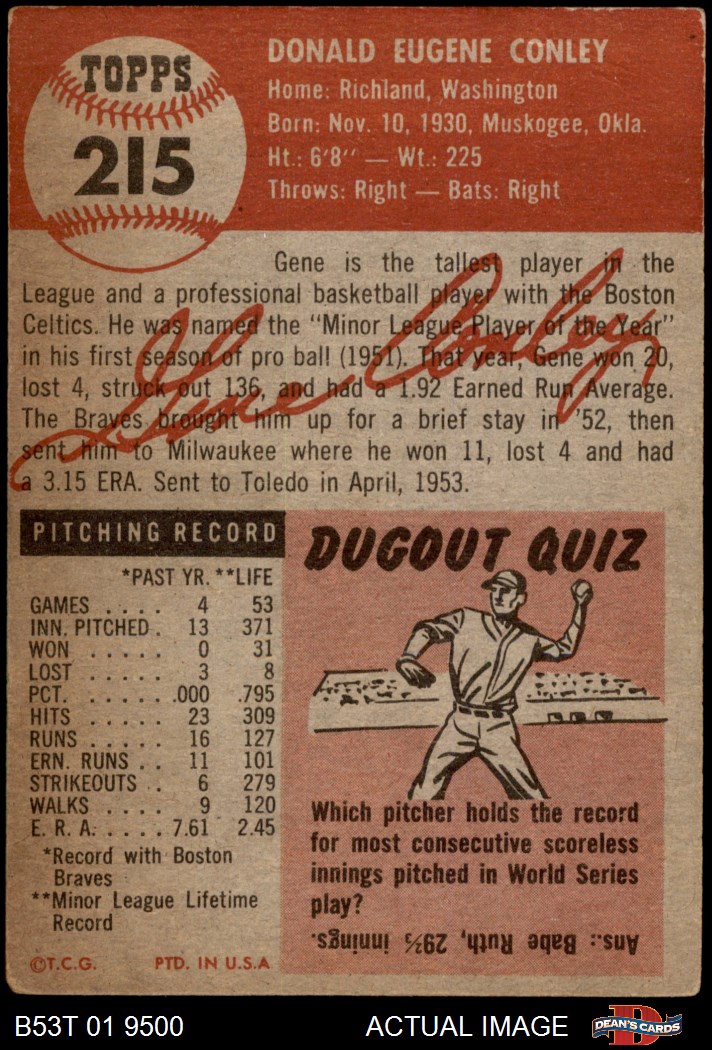 TOPPS
215
DONALD EUGENE CONLEY
Home: Richland, Washington
Born: Nov. 10, 1930, Muskogee, Okla.
Ht.: 6'8'' — Wt.: 225
Throws: Right — Bats: Right
Gene is the tallest player in the
League and a professional basketball player with the Boston
Celtics. He was named the "Minor League Player of the Year"
in his first season of pro ball (1951). That year, Gene won 20,
lost 4, struck out 136, and had a 1.92 Earned Run Average.
The Braves brought him up for a brief stay in '52, then
sent him to Milwaukee where he won 11, lost 4 and had
a 3.15 ERA. Sent to Toledo in April, 1953.
Gene Conley
PITCHING RECORD
*PAST YR. **LIFE
GAMES . . . . 4 53
INN. PITCHED . 13 371
WON . . . . . 0 31
LOST . . . . . 3 8
PCT. . . . . . .000 .795
HITS . . . . . 23 309
RUNS . . . . . 16 127
ERN. RUNS . . 11 101
STRIKEOUTS . . 6 279
WALKS . . . . 9 120
E. R. A. . . . . 7.61 2.45
*Record with Boston
Braves
**Minor League Lifetime
Record
©T.C.G. PTD. IN U.S.A
DUGOUT QUIZ
Which pitcher holds the record
for most consecutive scoreless
innings pitched in World Series
play?
Ans.: Babe Ruth, 29⅔ innings.
B53T 01 9500
ACTUAL IMAGE
D
DEAN'S CARDS